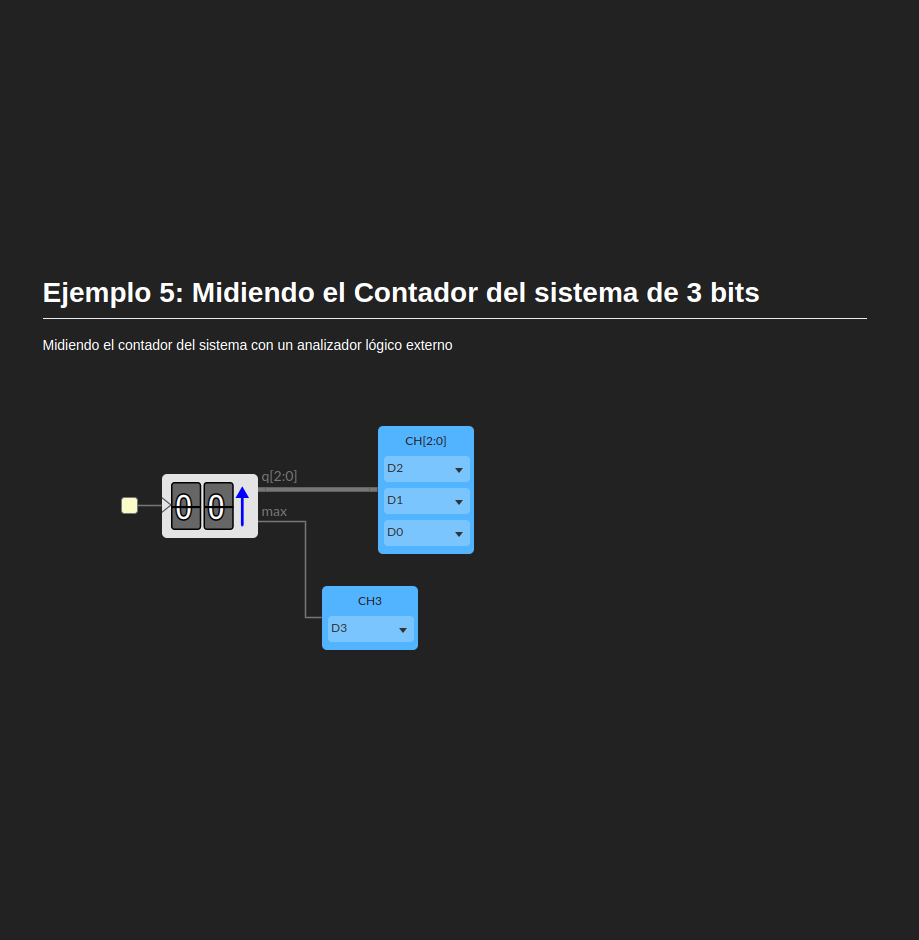 Ejemplo 5: Midiendo el Contador del sistema de 3 bits
Midiendo el contador del sistema con un analizador lógico externo
CH[2:0]
q[2:0]
D2
00
D1
max
D0
CH3
D3